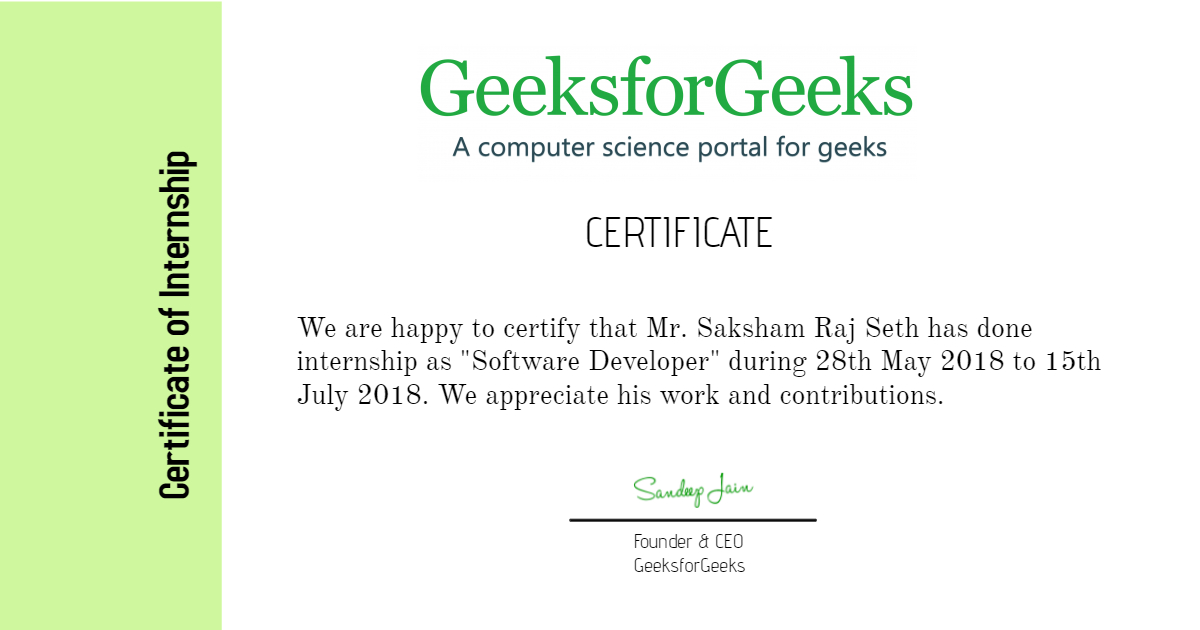 Certificate of Internship
GeeksforGeeks
A computer science portal for geeks
CERTIFICATE
We are happy to certify that Mr. Saksham Raj Seth has done
internship as "Software Developer" during 28th May 2018 to 15th
July 2018. We appreciate his work and contributions.
Sandeep Jain
Founder & CEO
GeeksforGeeks